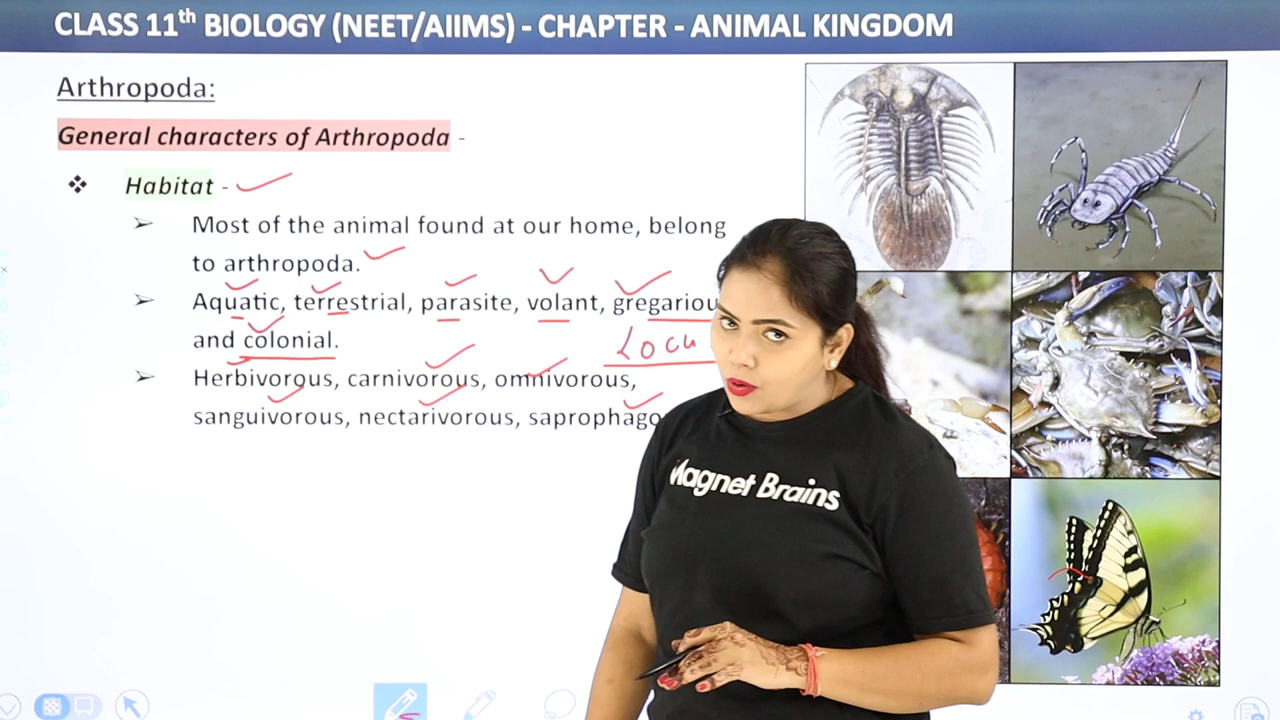 CLASS 11th BIOLOGY (NEET/AIIMS) - CHAPTER - ANIMAL KINGDOM
Arthropoda:
General characters of Arthropoda -
Habitat -
Most of the animal found at our home, belong
to arthropoda.
Aquatic, terrestrial, parasite, volant, gregariou
and colonial.
Locu
Herbivorous, carnivorous, omnivorous,
sanguivorous, nectarivorous, saprophago
Magnet Brains